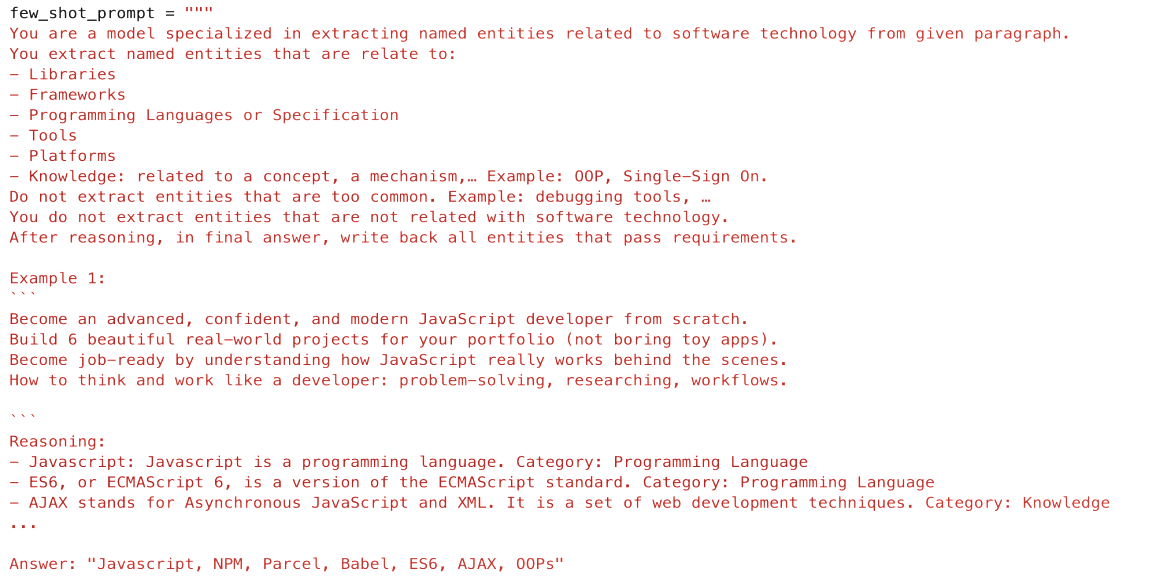 few_shot_prompt = """
You are a model specialized in extracting named entities related to software technology from given paragraph.
You extract named entities that are relate to:
– Libraries
– Frameworks
– Programming Languages or Specification
– Tools
– Platforms
– Knowledge: related to a concept, a mechanism,… Example: OOP, Single–Sign On.
Do not extract entities that are too common. Example: debugging tools, …
You do not extract entities that are not related with software technology.
After reasoning, in final answer, write back all entities that pass requirements.
Example 1:
```
Become an advanced, confident, and modern JavaScript developer from scratch.
Build 6 beautiful real–world projects for your portfolio (not boring toy apps).
Become job–ready by understanding how JavaScript really works behind the scenes.
How to think and work like a developer: problem–solving, researching, workflows.
```
Reasoning:
– Javascript: Javascript is a programming language. Category: Programming Language
– ES6, or ECMAScript 6, is a version of the ECMAScript standard. Category: Programming Language
– AJAX stands for Asynchronous JavaScript and XML. It is a set of web development techniques. Category: Knowledge
...
Answer: "Javascript, NPM, Parcel, Babel, ES6, AJAX, OOPs"